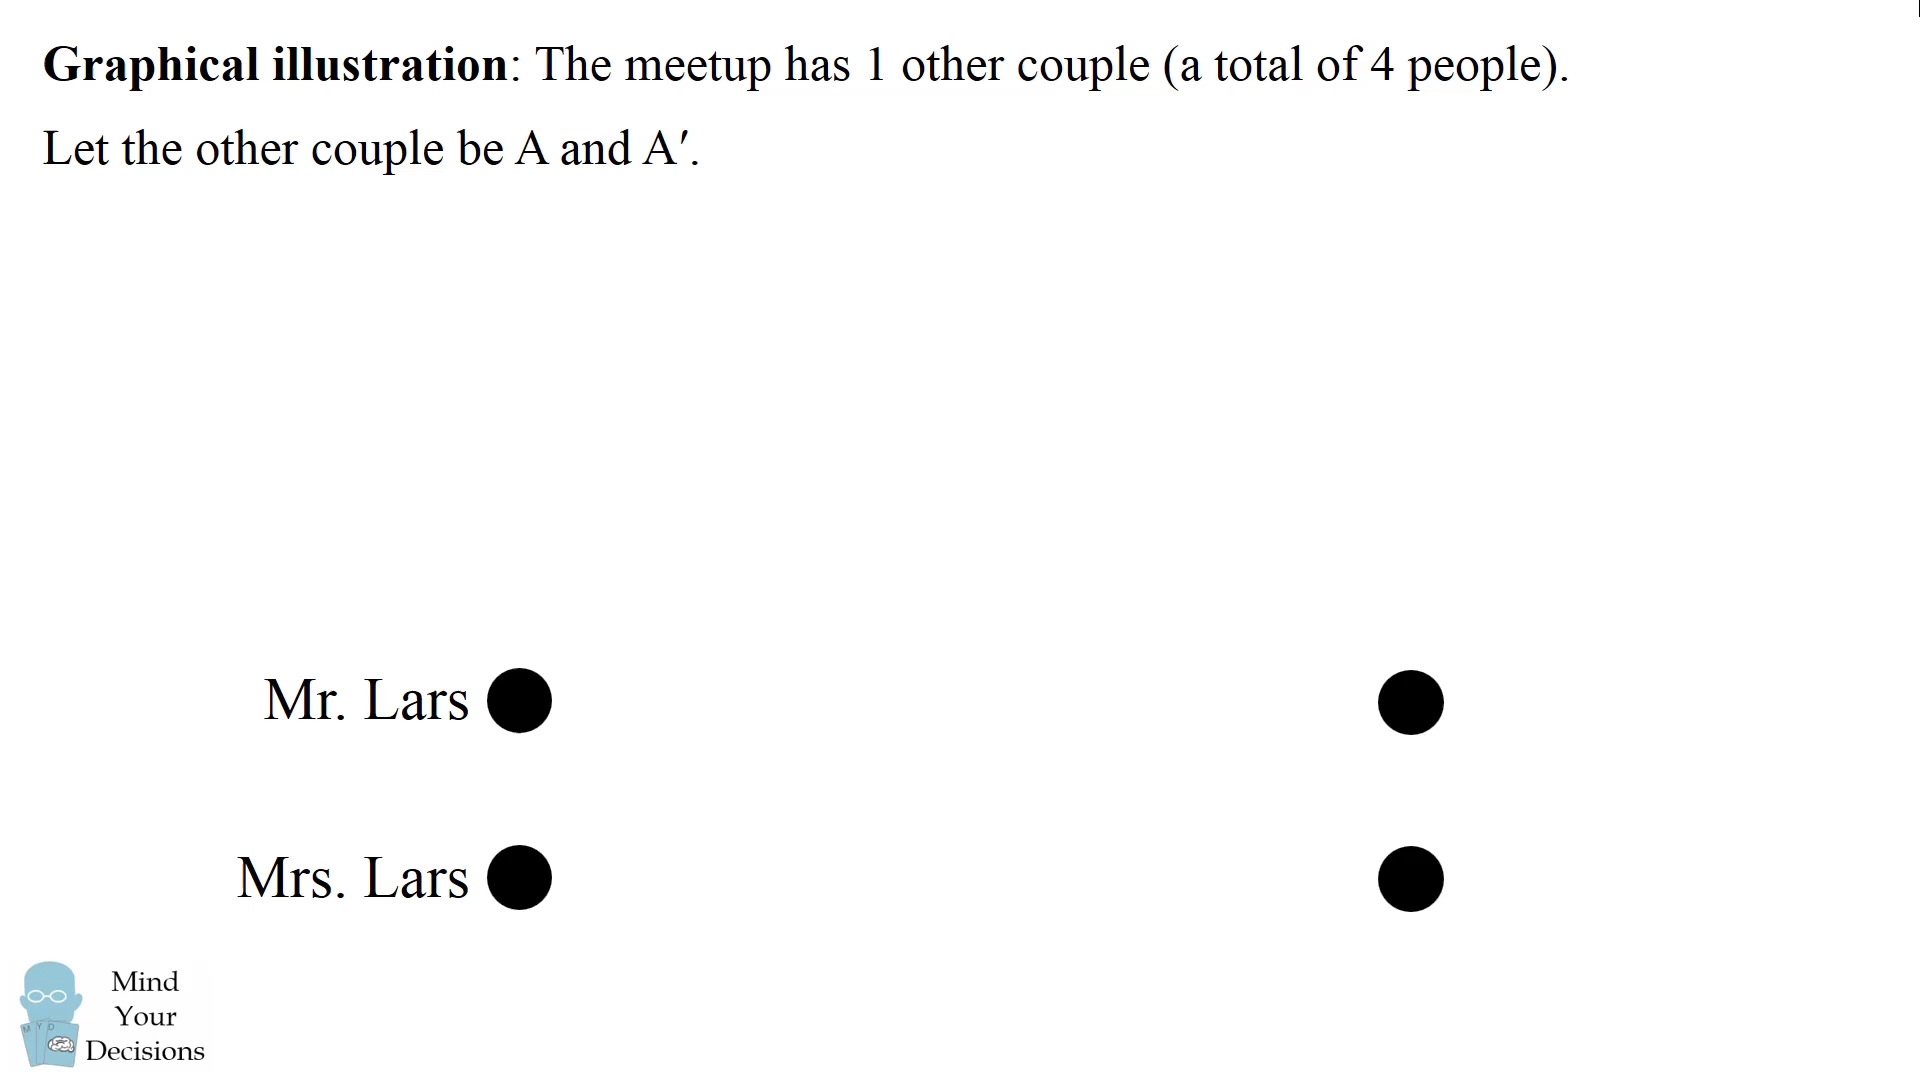 Graphical illustration: The meetup has 1 other couple (a total of 4 people).
Let the other couple be A and A′.
Mr. Lars
Mrs. Lars
M Y D
Mind
Your
Decisions